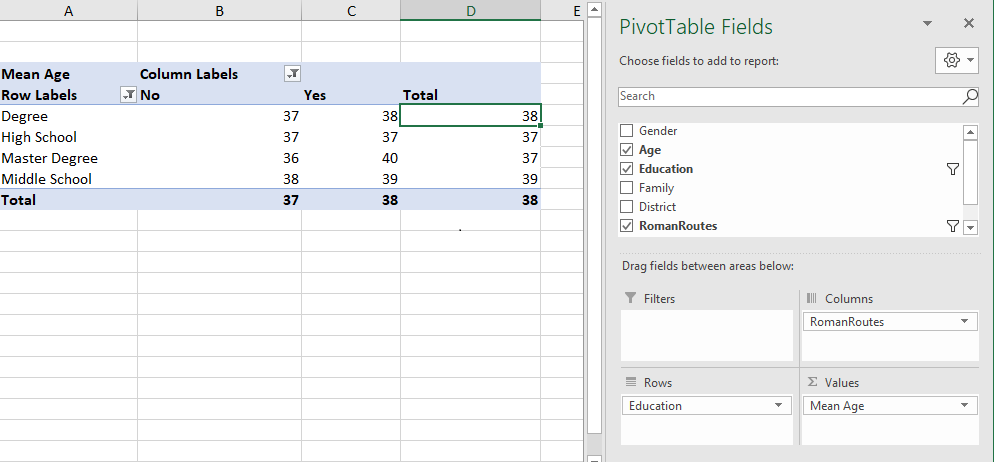 A B C D E
Mean Age Column Labels
Row Labels No Yes Total
Degree 37 38 38
High School 37 37 37
Master Degree 36 40 37
Middle School 38 39 39
Total 37 38 38
PivotTable Fields
Choose fields to add to report:
Search
Gender
Age
Education
Family
District
RomanRoutes
Drag fields between areas below:
Filters
Columns
RomanRoutes
Rows
Education
Σ Values
Mean Age